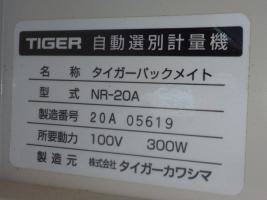 TIGER 自動選別計量機
名称 タイガーパックメイト
型式 NR-20A
製造番号 20A 05619
所要動力 100V 300W
製造元 株式会社 タイガーカワシマ